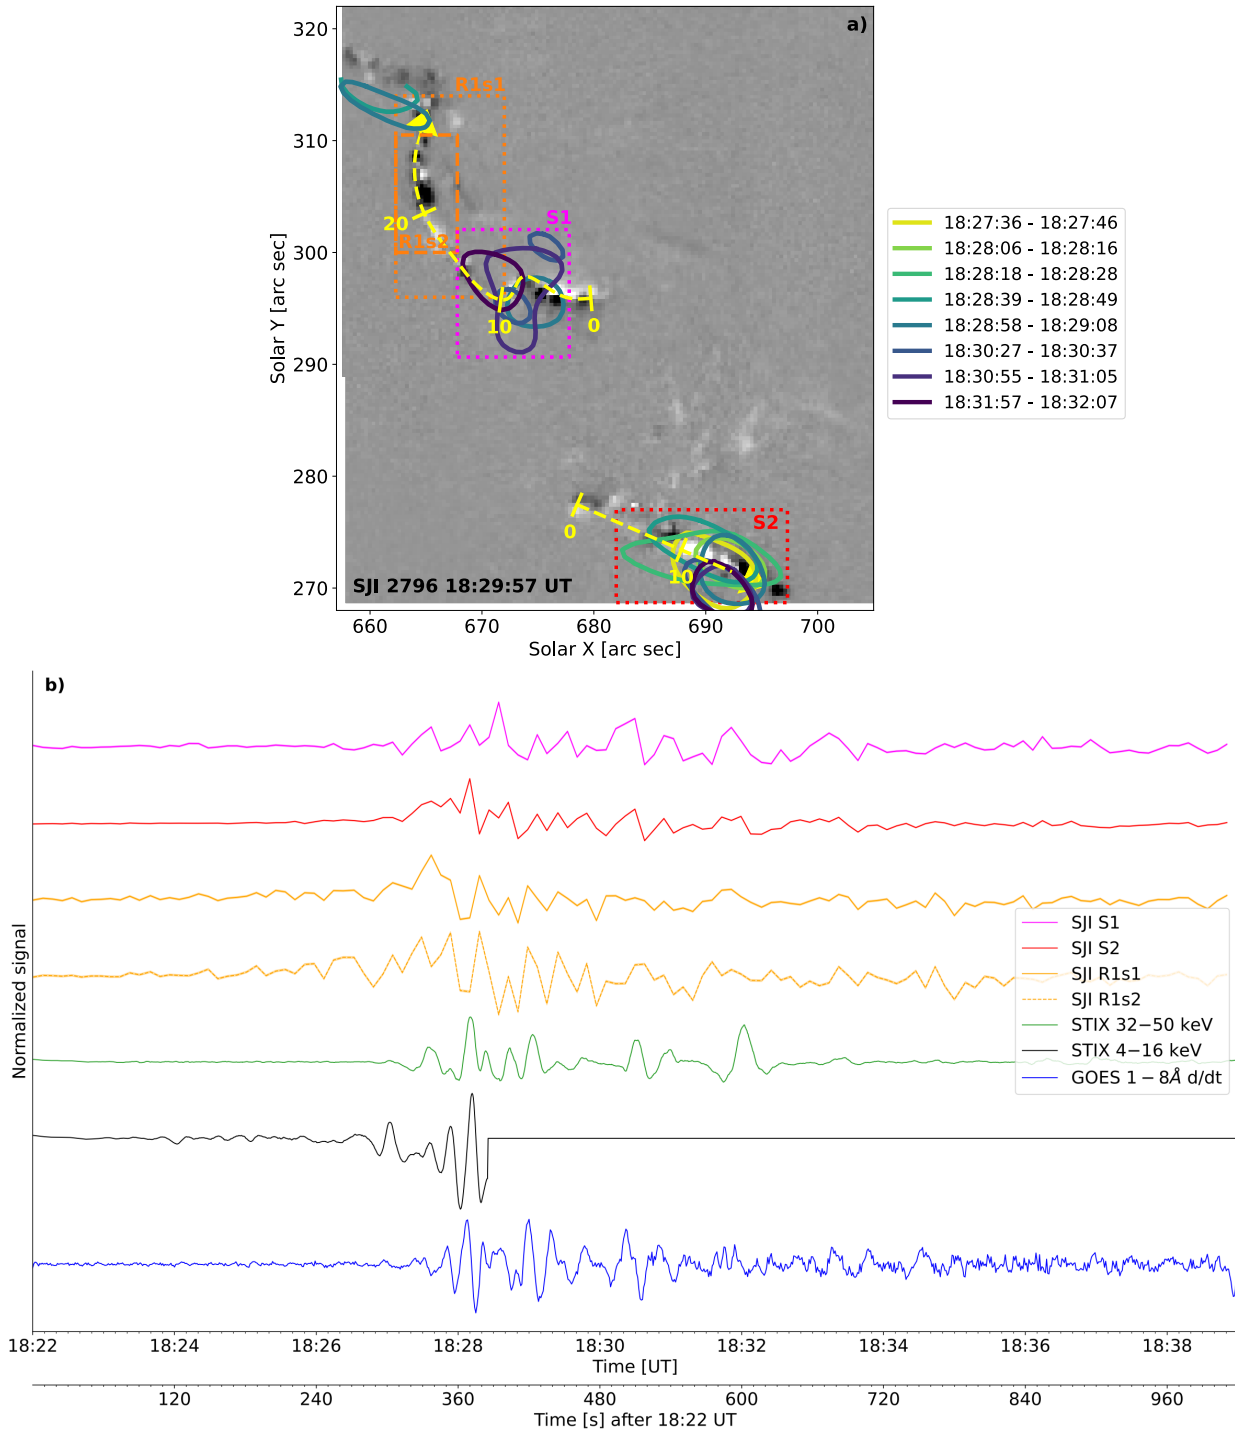 a)
320
310
300
290
280
270
Solar Y [arc sec]
R1s1
20
R1s2
S1
10
0
0
10
S2
SJI 2796 18:29:57 UT
660
670
680
690
700
Solar X [arc sec]
18:27:36 - 18:27:46
18:28:06 - 18:28:16
18:28:18 - 18:28:28
18:28:39 - 18:28:49
18:28:58 - 18:29:08
18:30:27 - 18:30:37
18:30:55 - 18:31:05
18:31:57 - 18:32:07
b)
Normalized signal
SJI S1
SJI S2
SJI R1s1
SJI R1s2
STIX 32−50 keV
STIX 4−16 keV
GOES 1 − 8Å d/dt
18:22 18:24 18:26 18:28 18:30 18:32 18:34 18:36 18:38
Time [UT]
120 240 360 480 600 720 840 960
Time [s] after 18:22 UT